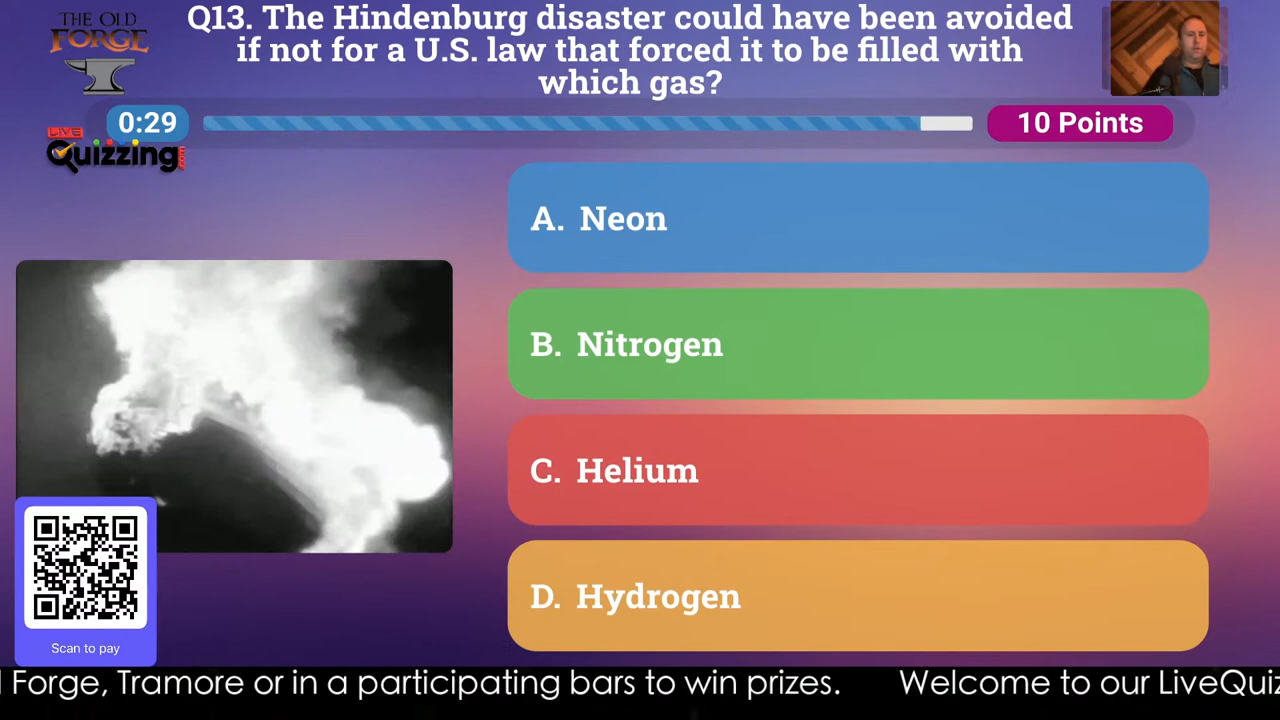 THE OLD
FORGE
Q13. The Hindenburg disaster could have been avoided
if not for a U.S. law that forced it to be filled with
which gas?
0:29
10 Points
LIVE
Quizzing
A. Neon
B. Nitrogen
C. Helium
D. Hydrogen
Scan to pay
Forge, Tramore or in a participating bars to win prizes. Welcome to our LiveQuiz